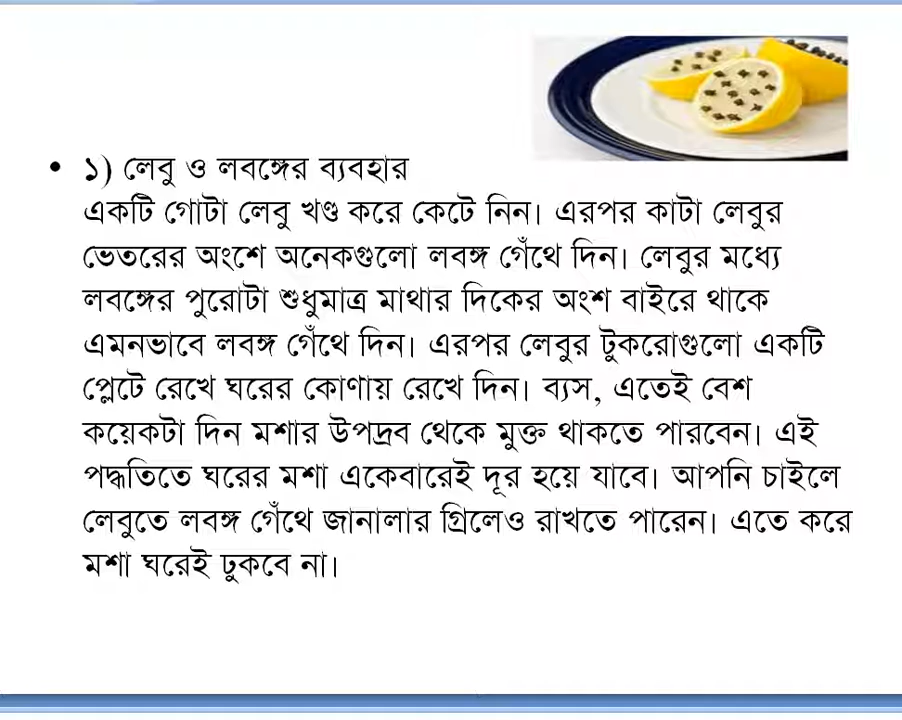 • ১) লেবু ও লবঙ্গের ব্যবহার
একটি গোটা লেবু খণ্ড করে কেটে নিন। এরপর কাটা লেবুর
ভেতরের অংশে অনেকগুলো লবঙ্গ গেঁথে দিন। লেবুর মধ্যে
লবঙ্গের পুরোটা শুধুমাত্র মাথার দিকের অংশ বাইরে থাকে
এমনভাবে লবঙ্গ গেঁথে দিন। এরপর লেবুর টুকরোগুলো একটি
প্লেটে রেখে ঘরের কোণায় রেখে দিন। ব্যস, এতেই বেশ
কয়েকটা দিন মশার উপদ্রব থেকে মুক্ত থাকতে পারবেন। এই
পদ্ধতিতে ঘরের মশা একেবারেই দূর হয়ে যাবে। আপনি চাইলে
লেবুতে লবঙ্গ গেঁথে জানালার গ্রিলেও রাখতে পারেন। এতে করে
মশা ঘরেই ঢুকবে না।